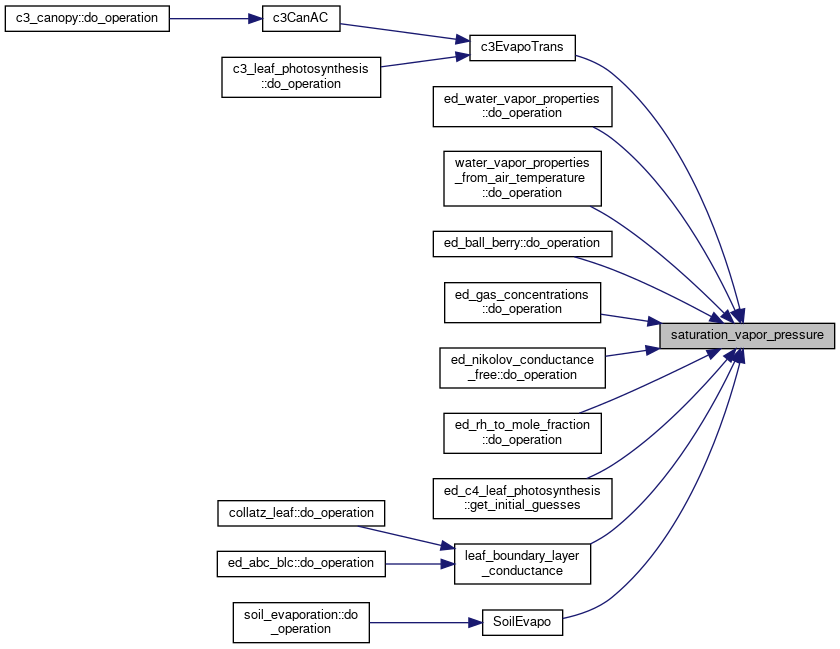 c3_canopy::do_operation
c3CanAC
c3EvapoTrans
c3_leaf_photosynthesis
::do_operation
ed_water_vapor_properties
::do_operation
water_vapor_properties
_from_air_temperature
::do_operation
ed_ball_berry::do_operation
ed_gas_concentrations
::do_operation
saturation_vapor_pressure
ed_nikolov_conductance
_free::do_operation
ed_rh_to_mole_fraction
::do_operation
ed_c4_leaf_photosynthesis
::get_initial_guesses
collatz_leaf::do_operation
ed_abc_blc::do_operation
leaf_boundary_layer
_conductance
soil_evaporation::do
_operation
SoilEvapo